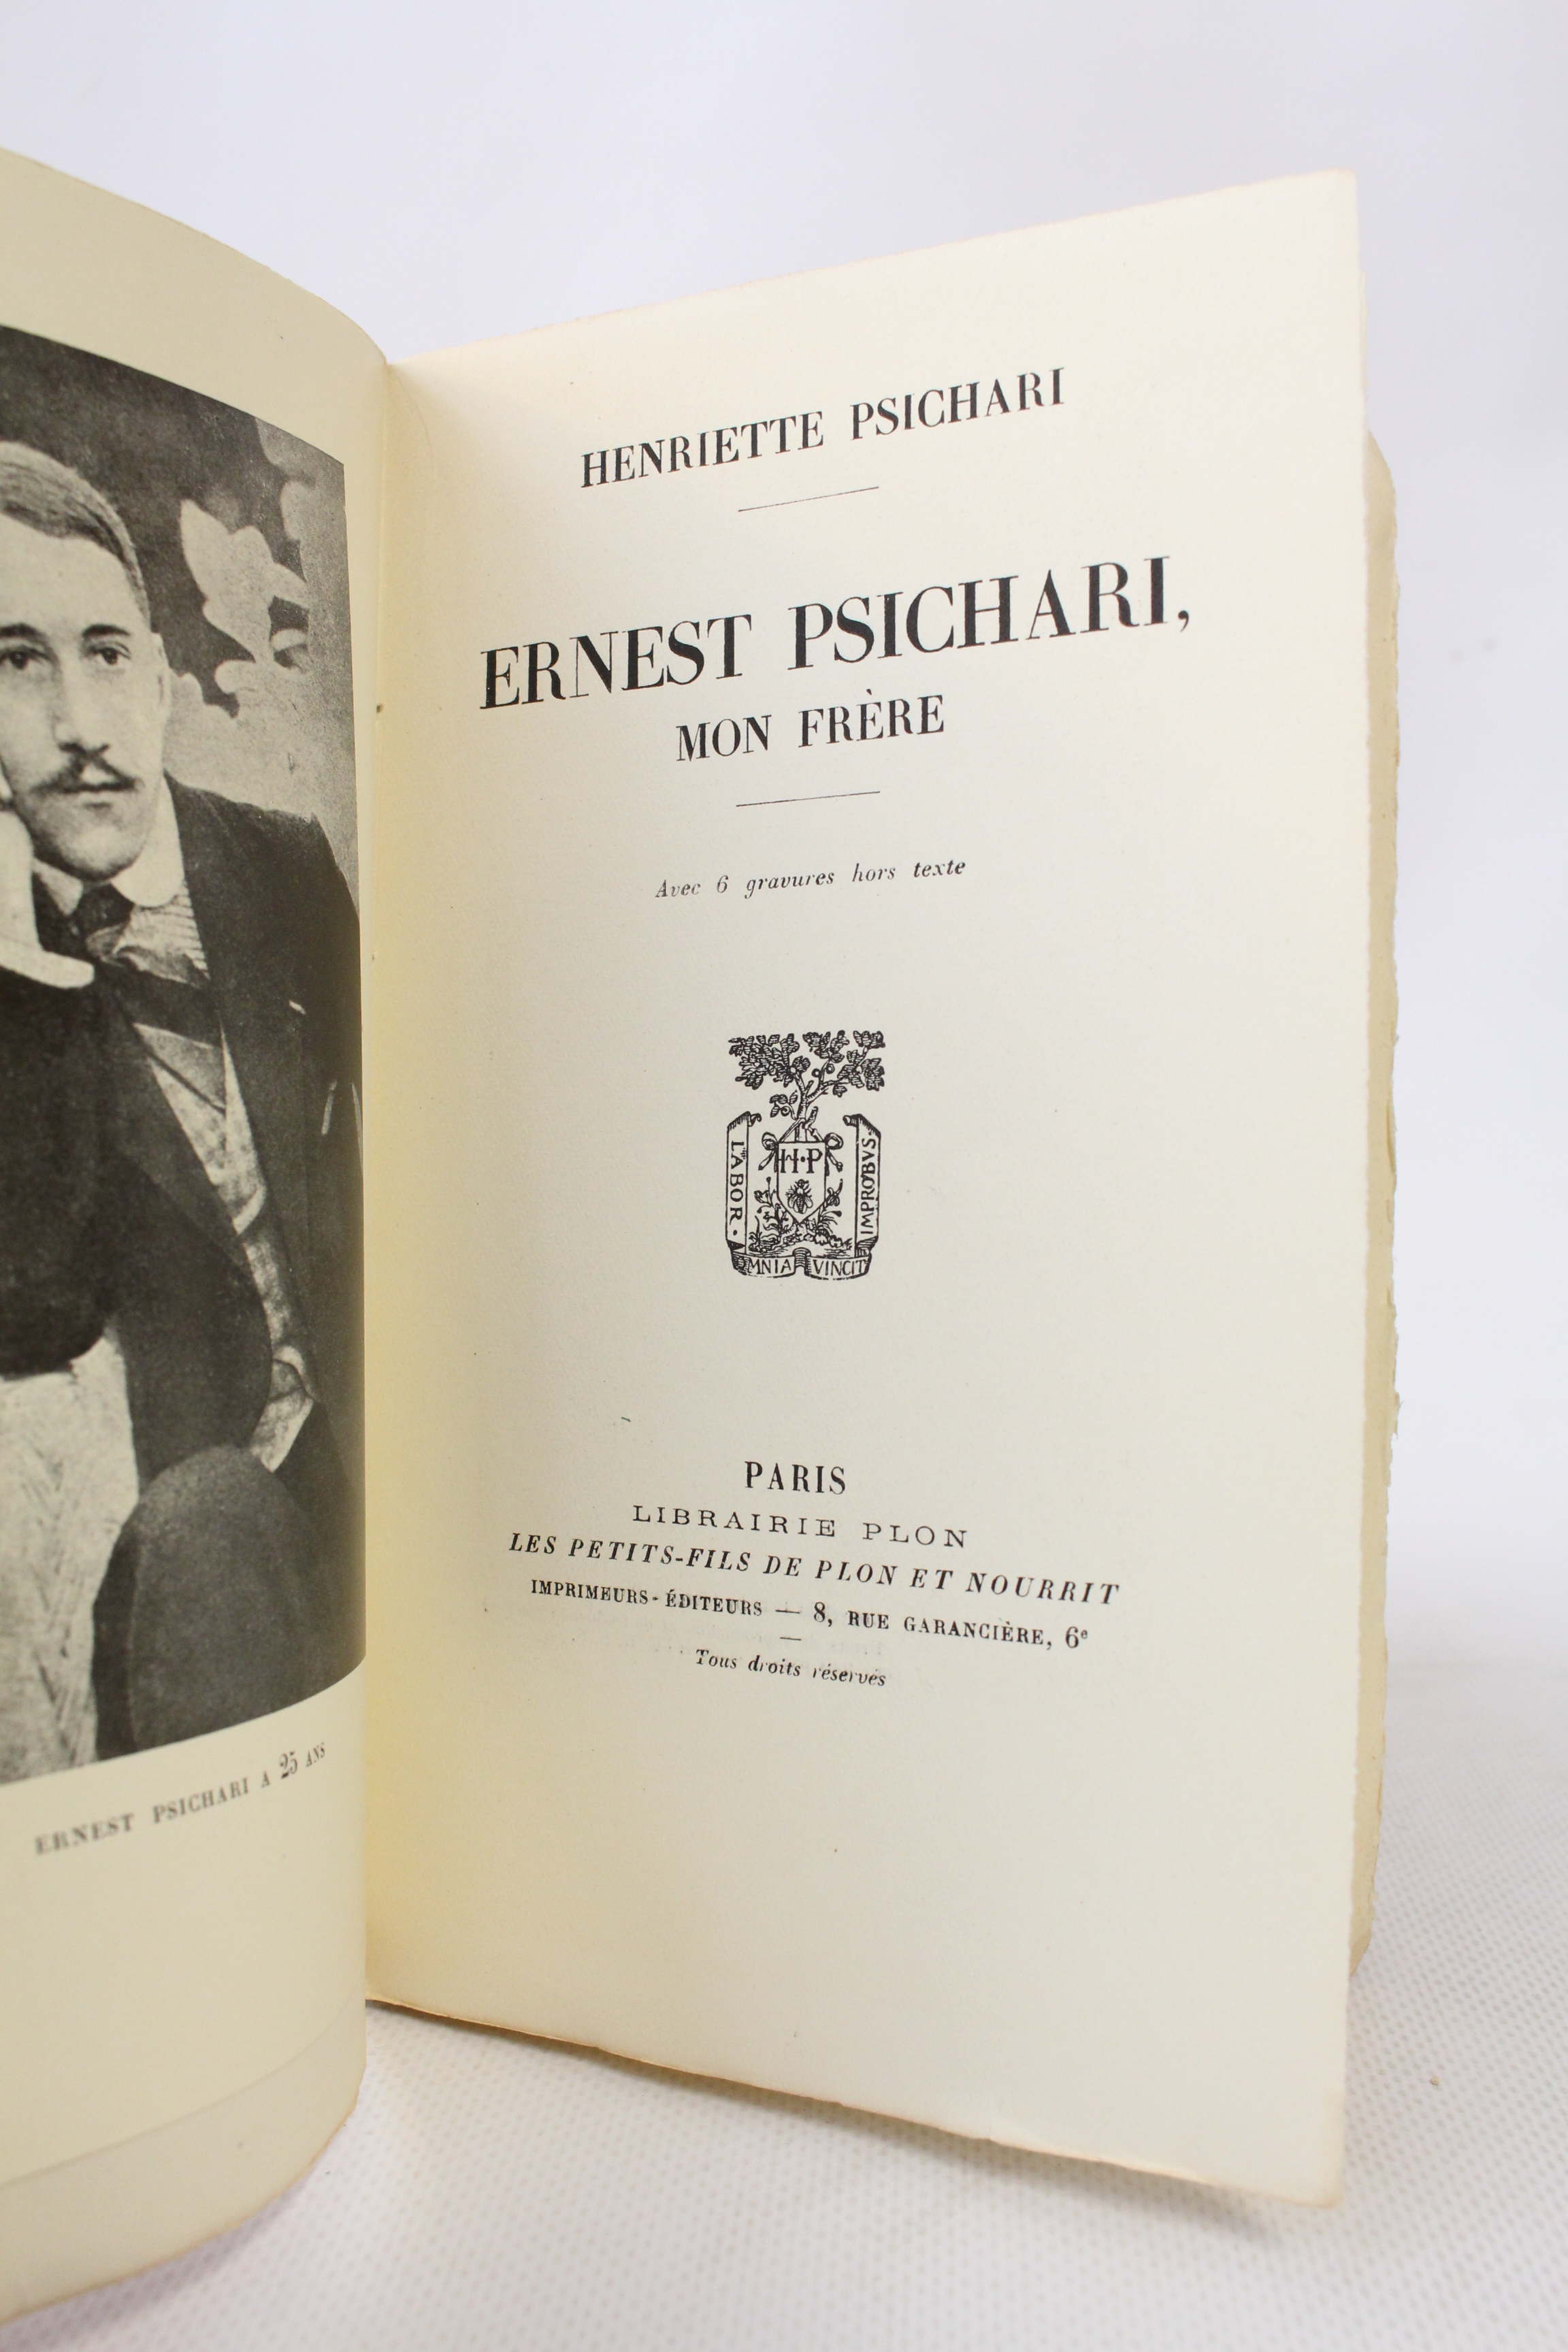 ERNEST PSICHARI A 25 ANS
HENRIETTE PSICHARI
ERNEST PSICHARI,
MON FRÈRE
Avec 6 gravures hors texte
H·P
LABOR·
IMPROBVS·
OMNIA VINCIT
PARIS
LIBRAIRIE PLON
LES PETITS-FILS DE PLON ET NOURRIT
IMPRIMEURS-ÉDITEURS — 8, RUE GARANCIÈRE, 6e
Tous droits réservés